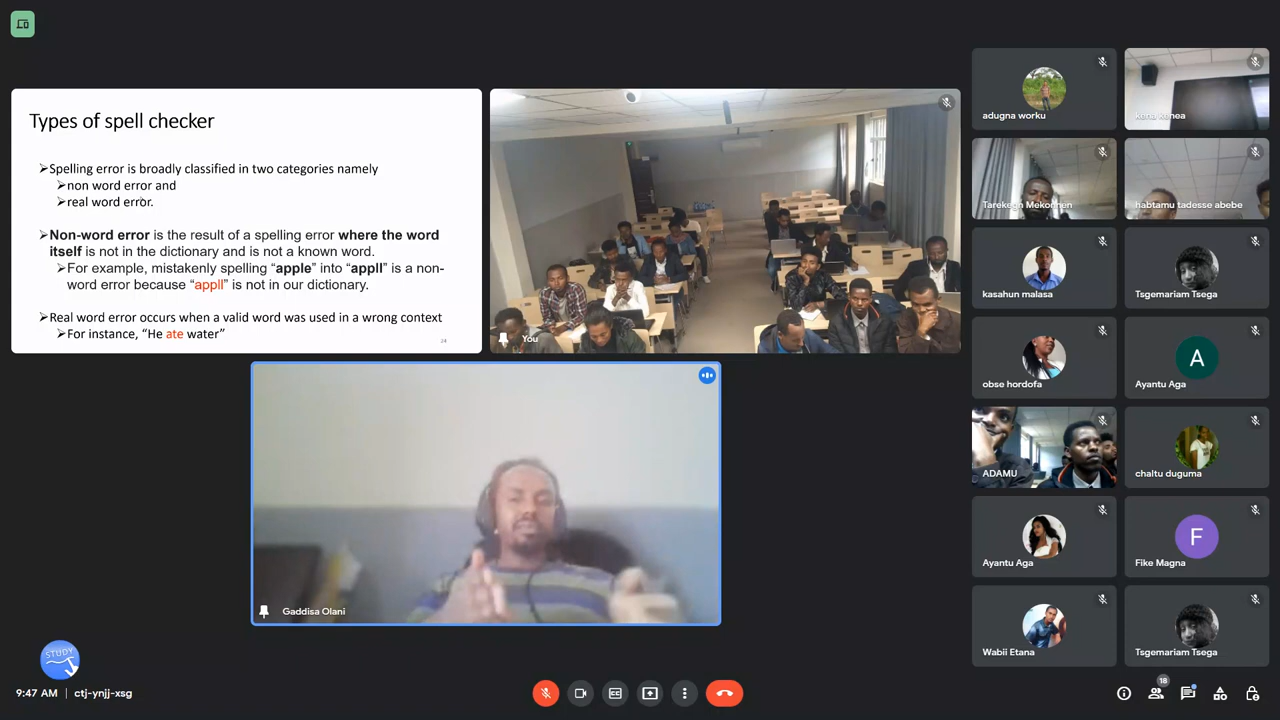 Types of spell checker
➢Spelling error is broadly classified in two categories namely
➢non word error and
➢real word error.
➢Non-word error is the result of a spelling error where the word
itself is not in the dictionary and is not a known word.
➢For example, mistakenly spelling “apple” into “appll” is a non-
word error because “appll” is not in our dictionary.
➢Real word error occurs when a valid word was used in a wrong context
➢For instance, “He ate water”
24
You
Gaddisa Olani
adugna worku
kena kenea
Tarekegn Mekonnen
habtamu tadesse abebe
kasahun malasa
Tsgemariam Tsega
obse hordofa
A
Ayantu Aga
ADAMU
chaltu duguma
Ayantu Aga
F
Fike Magna
Wabii Etana
Tsgemariam Tsega
STUDY
9:47 AM | ctj-ynjj-xsg
CC
18